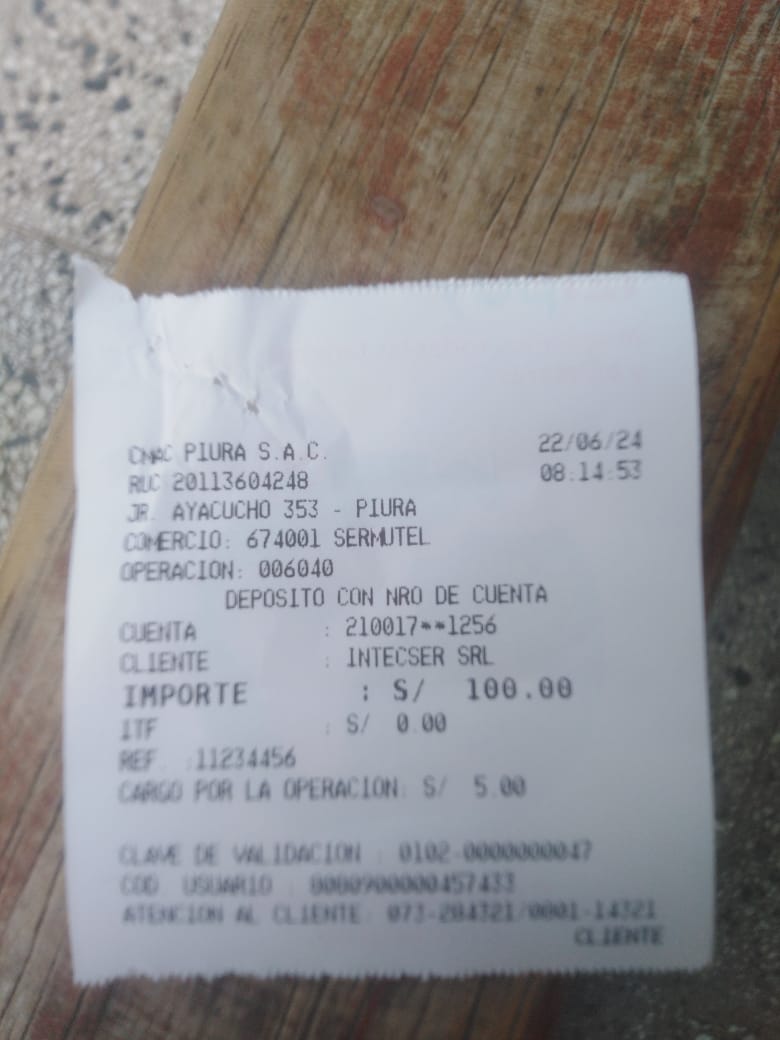 CMAC PIURA S.A.C. 22/06/24
RUC 20113604248 08:14:53
JR. AYACUCHO 353 - PIURA
COMERCIO: 674001 SERMUTEL
OPERACION: 006040
DEPOSITO CON NRO DE CUENTA
CUENTA : 210017**1256
CLIENTE : INTECSER SRL
IMPORTE : S/ 100.00
ITF : S/ 0.00
REF. :11234456
CARGO POR LA OPERACION: S/ 5.00
CLAVE DE VALIDACION : 0102-0000000047
COD USUARIO :
ATENCION AL CLIENTE: 073-284321/0801-14321
CLIENTE